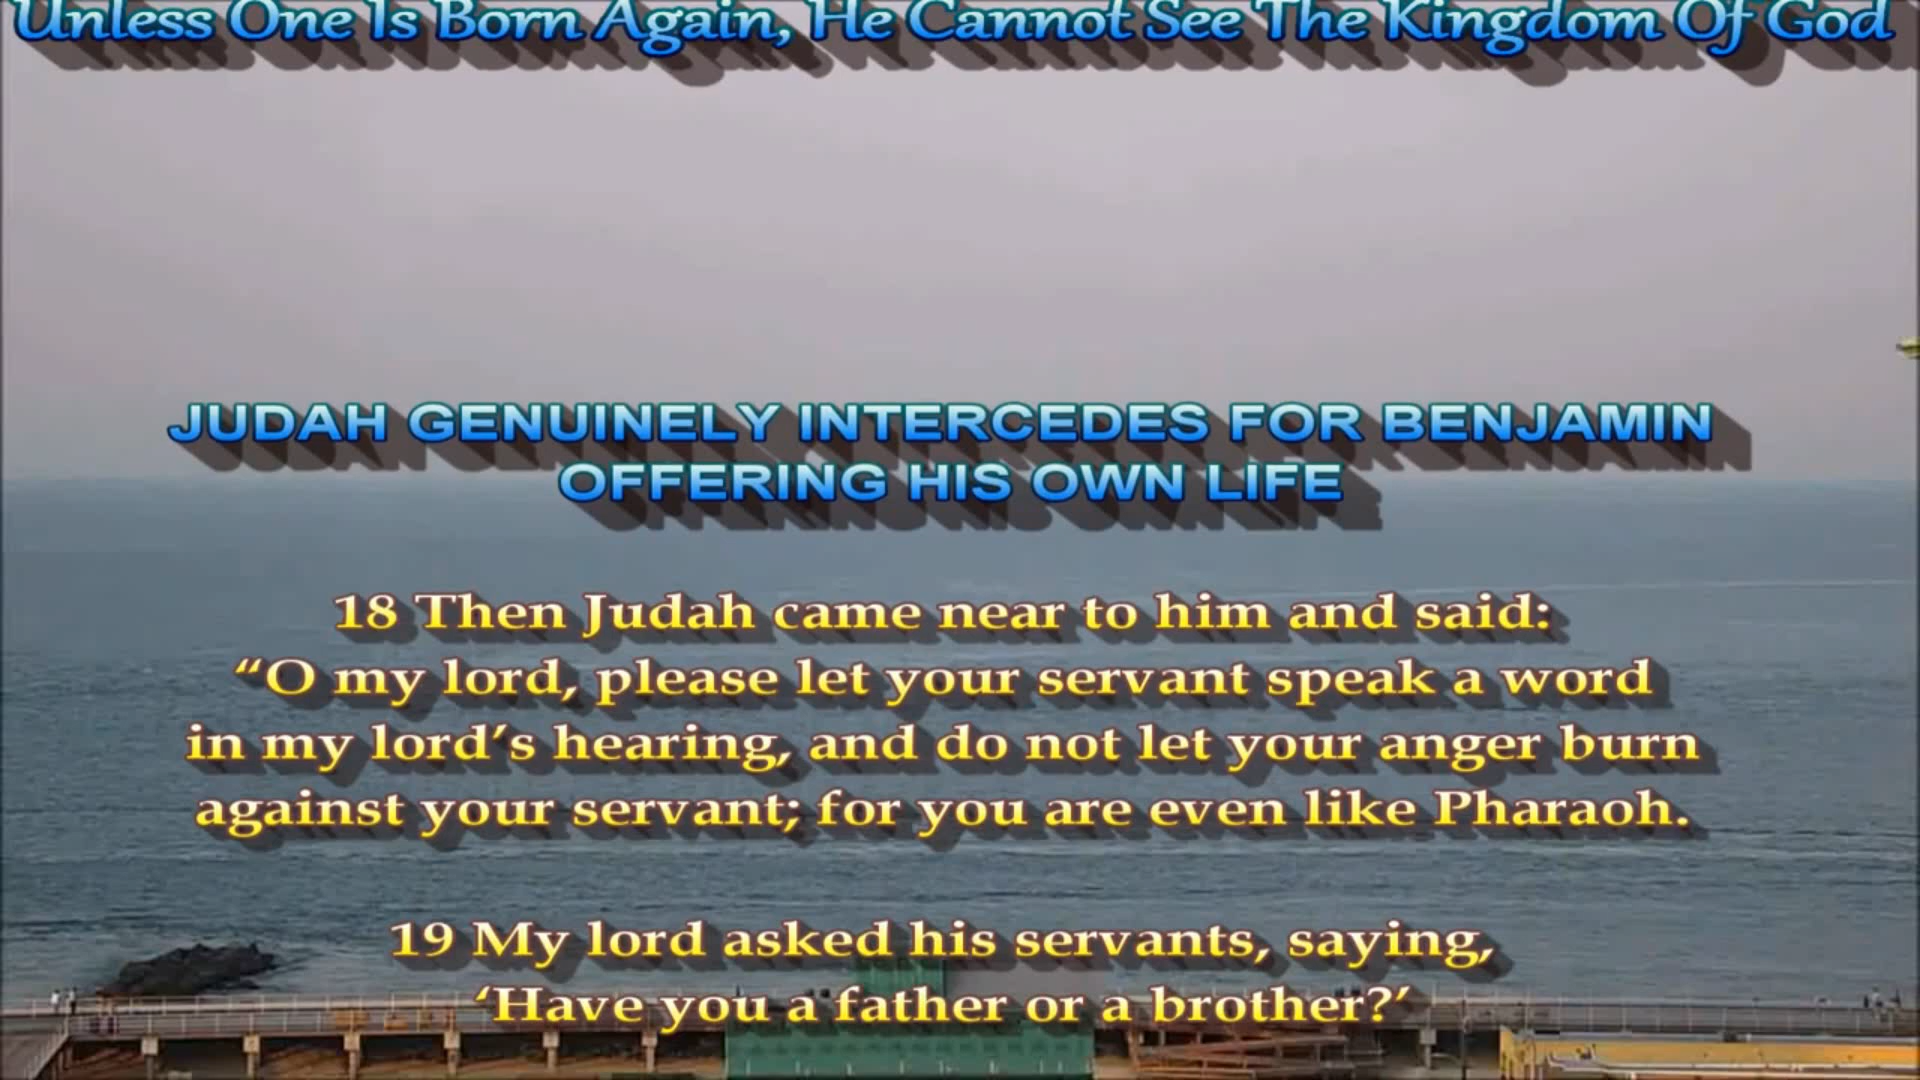 Unless One Is Born Again, He Cannot See The Kingdom Of God
JUDAH GENUINELY INTERCEDES FOR BENJAMIN
OFFERING HIS OWN LIFE
18 Then Judah came near to him and said:
“O my lord, please let your servant speak a word
in my lord’s hearing, and do not let your anger burn
against your servant; for you are even like Pharaoh.
19 My lord asked his servants, saying,
‘Have you a father or a brother?’